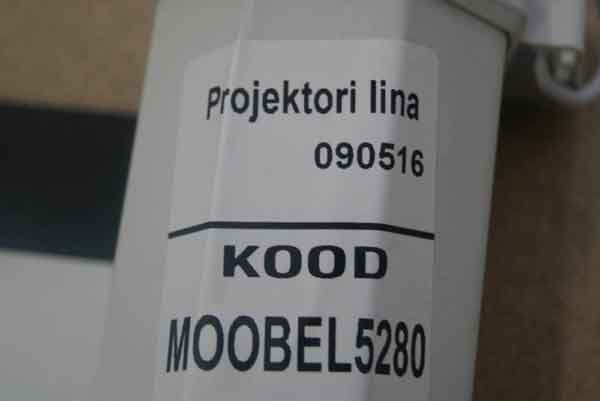 Projektori lina
090516
KOOD
MOOBEL5280